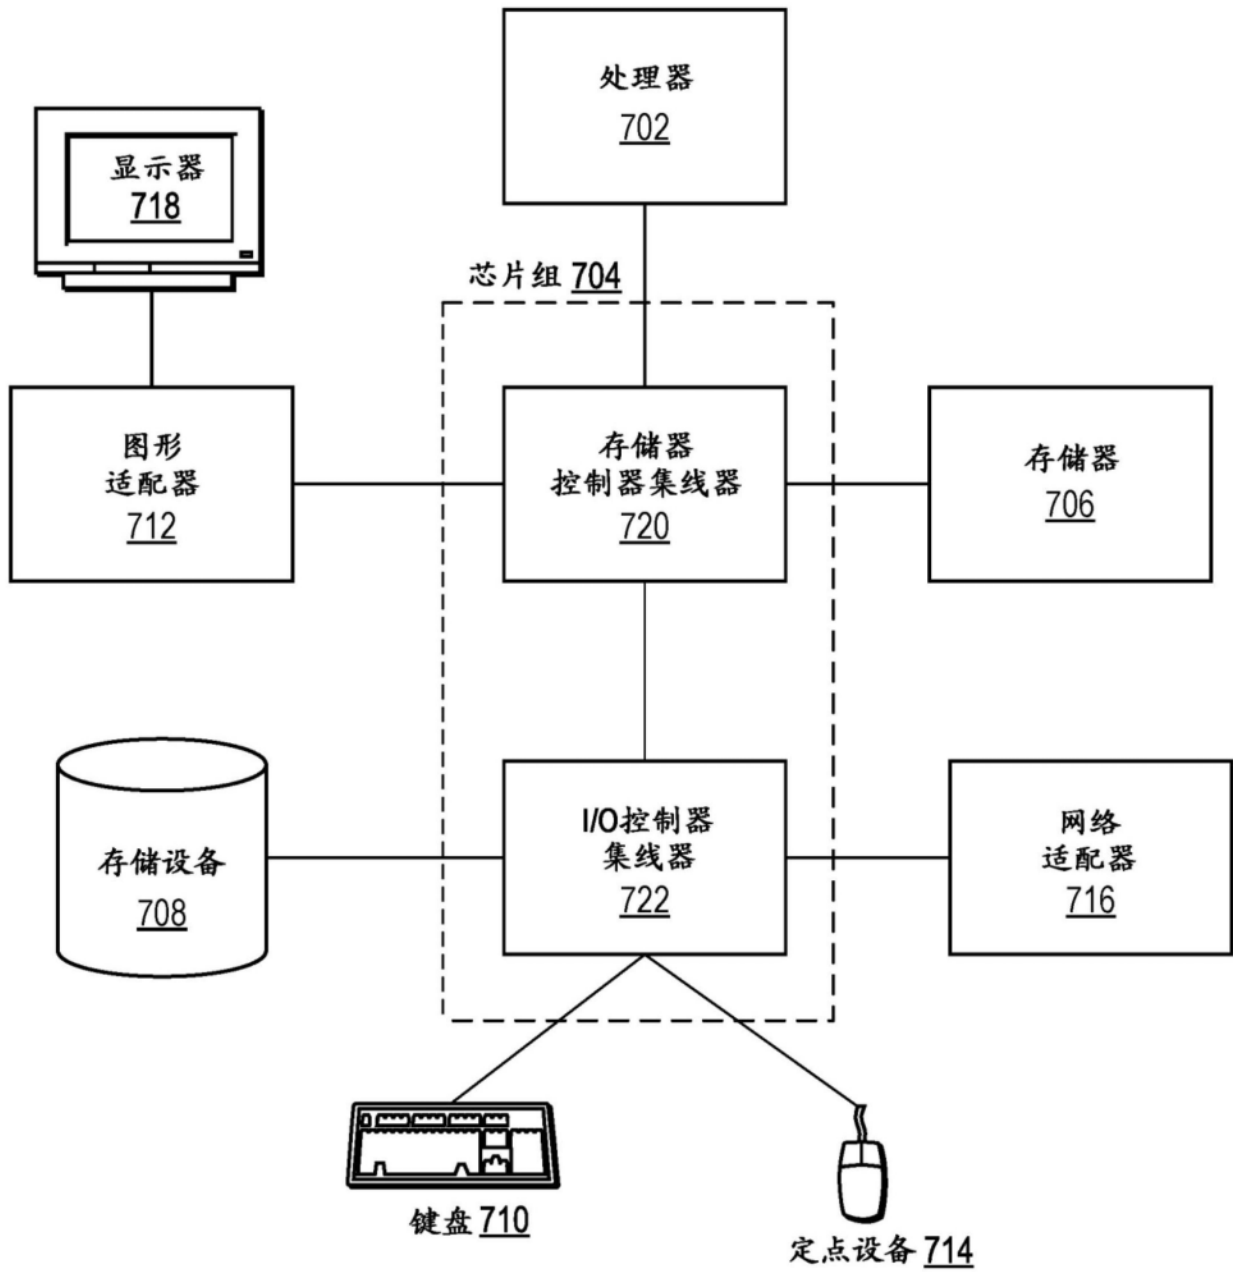 处理器
702
显示器
718
芯片组 704
图形
适配器
712
存储器
控制器集线器
720
存储器
706
存储设备
708
I/O控制器
集线器
722
网络
适配器
716
键盘 710
定点设备 714